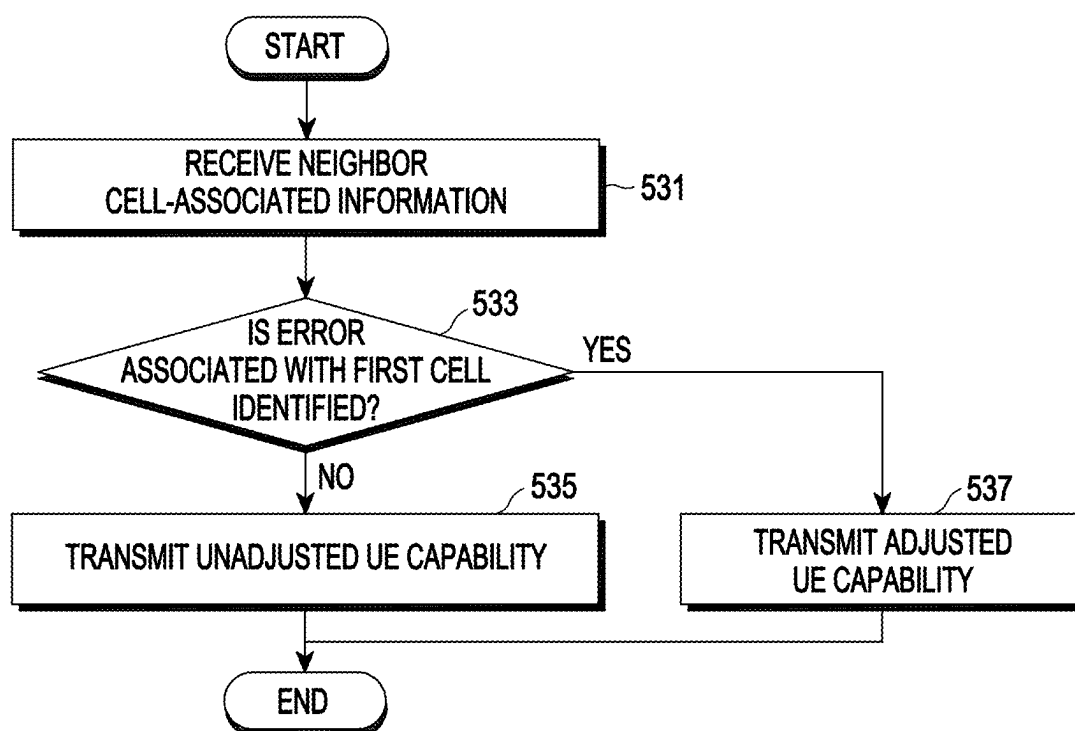 START
RECEIVE NEIGHBOR
CELL-ASSOCIATED INFORMATION
531
533
IS ERROR
ASSOCIATED WITH FIRST CELL
IDENTIFIED?
YES
NO
535
TRANSMIT UNADJUSTED UE CAPABILITY
537
TRANSMIT ADJUSTED
UE CAPABILITY
END